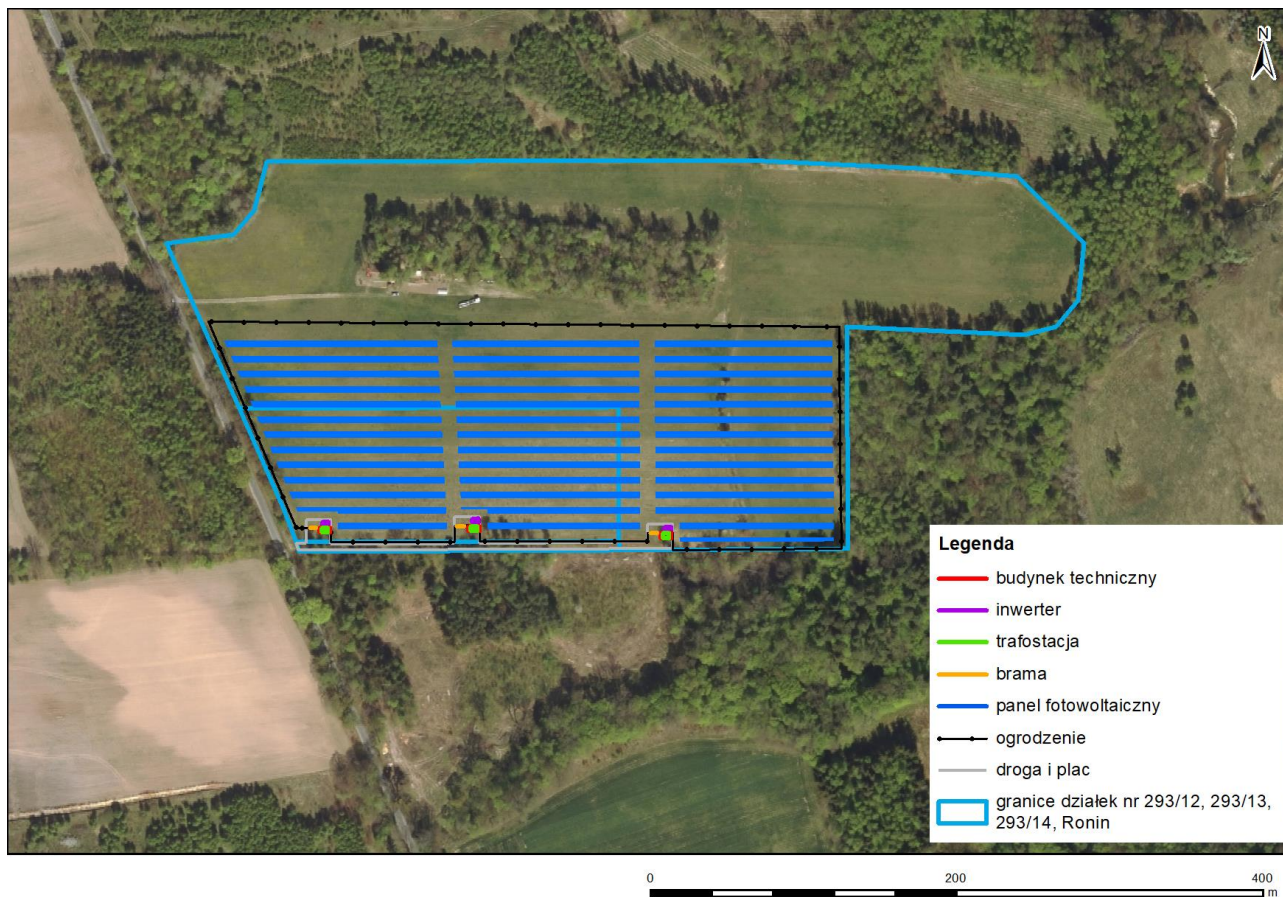 N
Legenda
budynek techniczny
inwerter
trafostacja
brama
panel fotowoltaiczny
ogrodzenie
droga i plac
granice działek nr 293/12, 293/13,
293/14, Ronin
0 200 400
m